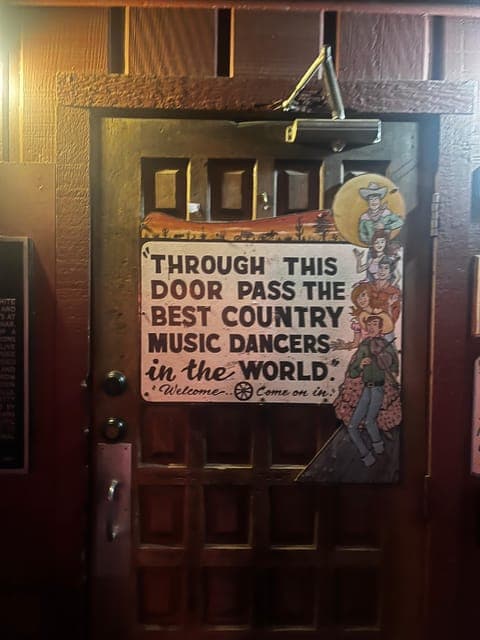 "THROUGH THIS
DOOR PASS THE
BEST COUNTRY
MUSIC DANCERS
in the WORLD."
"Welcome... Come on in."